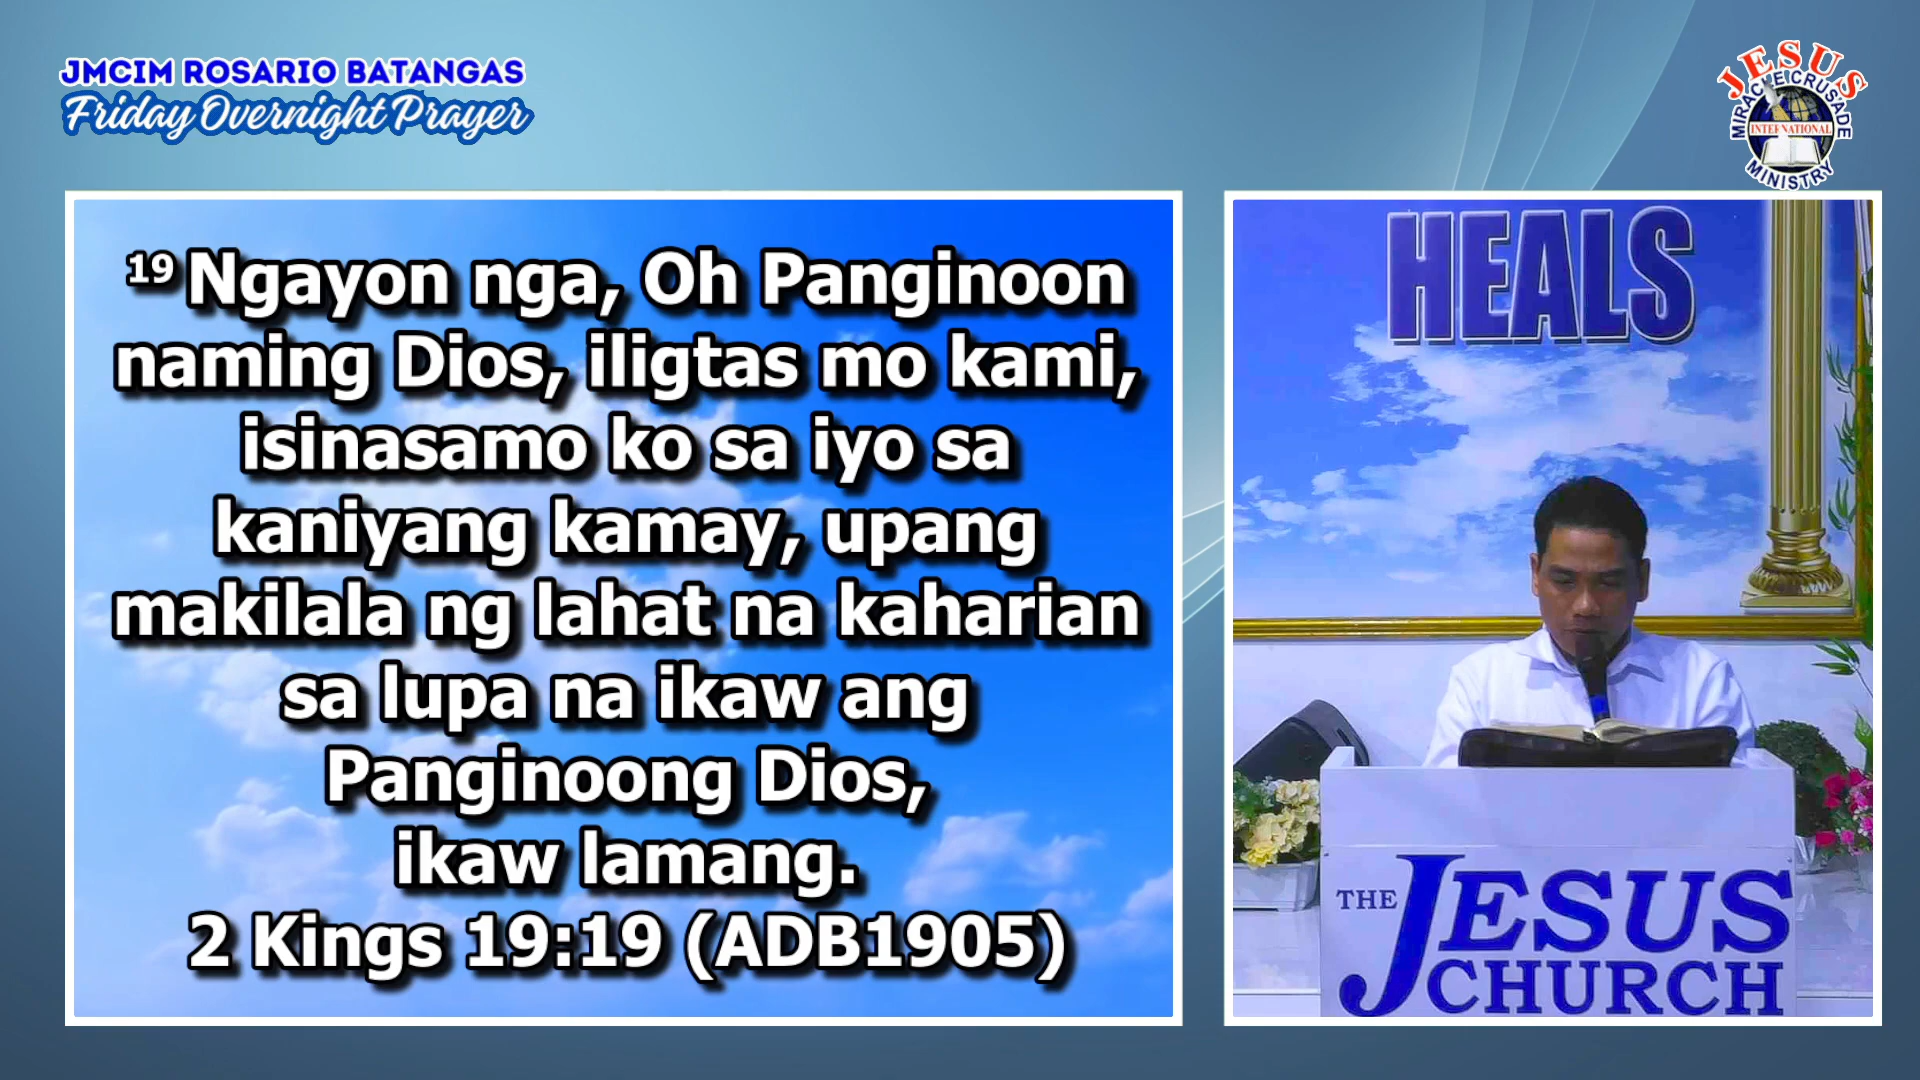 JMCIM ROSARIO BATANGAS
Friday Overnight Prayer
JESUS
MIRACLE CRUSADE
INTERNATIONAL
MINISTRY
19 Ngayon nga, Oh Panginoon
naming Dios, iligtas mo kami,
isinasamo ko sa iyo sa
kaniyang kamay, upang
makilala ng lahat na kaharian
sa lupa na ikaw ang
Panginoong Dios,
ikaw lamang.
2 Kings 19:19 (ADB1905)
HEALS
THE JESUS
CHURCH